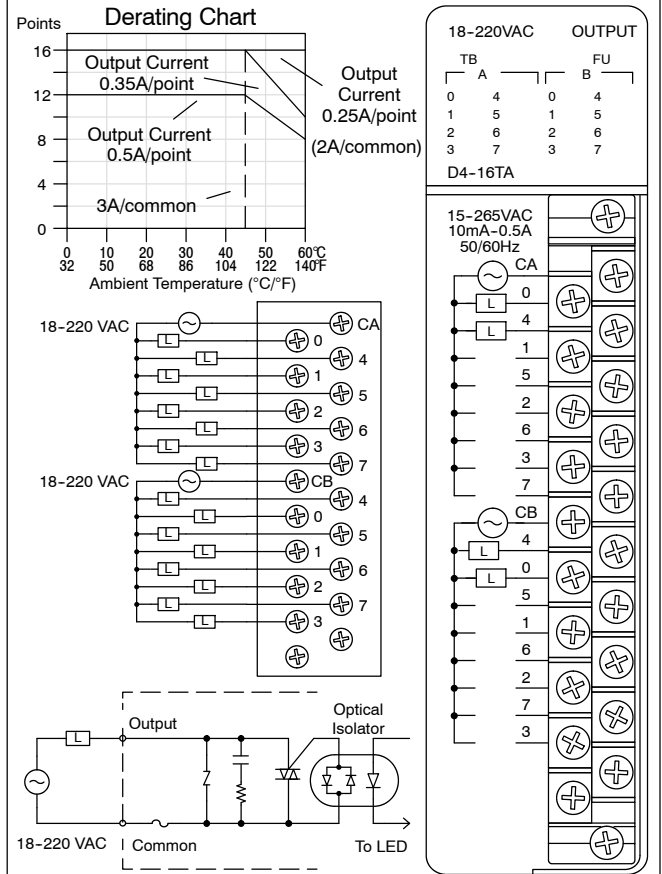 Points
Derating Chart
16
12
8
4
0
Output Current
0.35A/point
Output Current
0.5A/point
3A/common
Output
Current
0.25A/point
(2A/common)
0 10 20 30 40 50 60°C
32 50 68 86 104 122 140°F
Ambient Temperature (°C/°F)
18-220 VAC
CA
L 0
L 4
L 1
L 5
L 2
L 6
L 3
L 7
18-220 VAC
CB
L 4
L 0
L 5
L 1
L 6
L 2
L 7
L 3
Output
Optical
Isolator
L
18-220 VAC
Common
To LED
18-220VAC OUTPUT
TB FU
A B
0 4 0 4
1 5 1 5
2 6 2 6
3 7 3 7
D4-16TA
15-265VAC
10mA-0.5A
50/60Hz
CA
L 0
L 4
1
5
2
6
3
7
CB
L 4
L 0
5
1
6
2
7
3